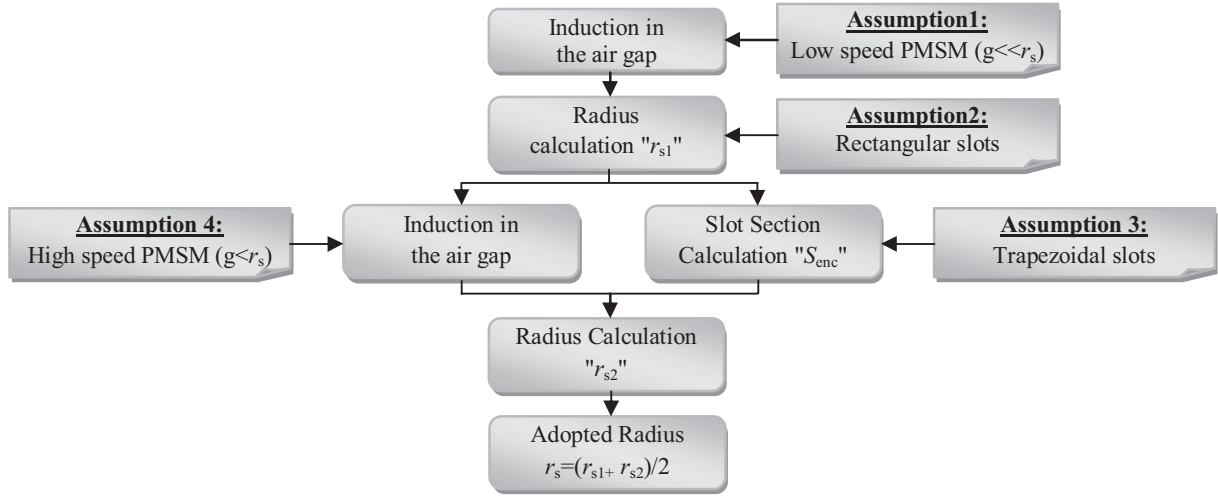 Induction in
the air gap
Assumption1:
Low speed PMSM (g<<rs)
Radius
calculation "rs1"
Assumption2:
Rectangular slots
Assumption 4:
High speed PMSM (g<rs)
Induction in
the air gap
Slot Section
Calculation "Senc"
Assumption 3:
Trapezoidal slots
Radius Calculation
"rs2"
Adopted Radius
rs=(rs1+ rs2)/2